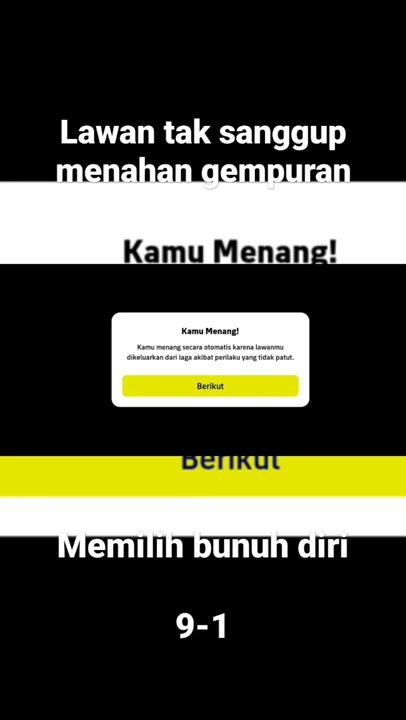 Lawan tak sanggup
menahan gempuran
Kamu Menang!
Kamu Menang!
Kamu menang secara otomatis karena lawanmu
dikeluarkan dari laga akibat perilaku yang tidak patut.
Berikut
Berikut
Memilih bunuh diri
9-1